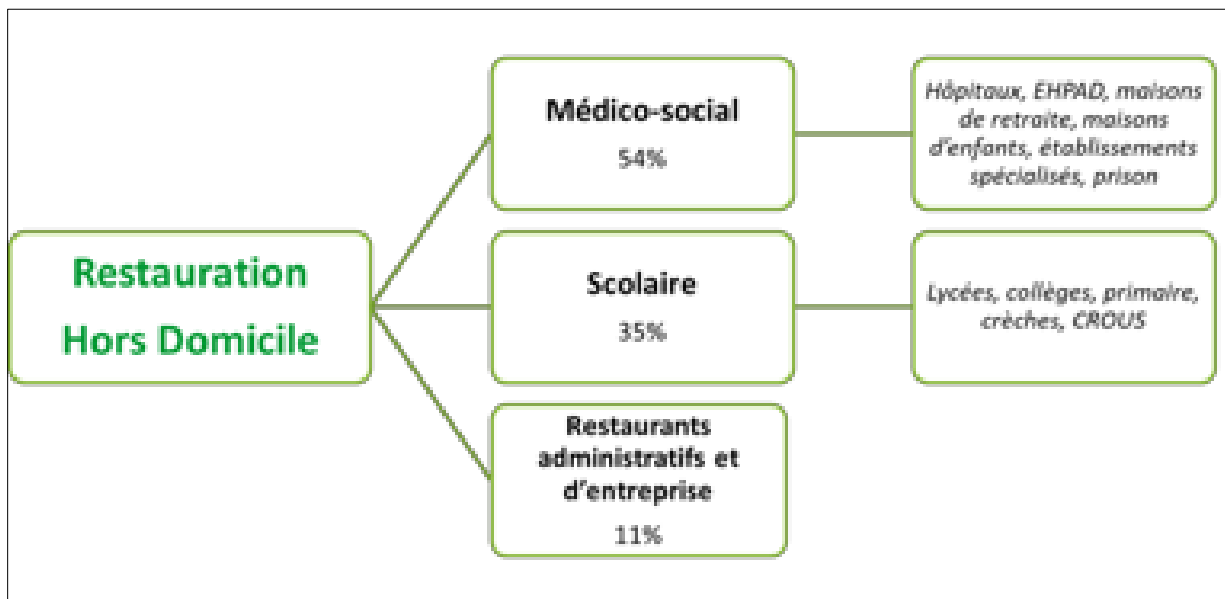 Restauration
Hors Domicile
Médico-social
54%
Hôpitaux, EHPAD, maisons
de retraite, maisons
d'enfants, établissements
spécialisés, prison
Scolaire
35%
Lycées, collèges, primaire,
crèches, CROUS
Restaurants
administratifs et
d'entreprise
11%